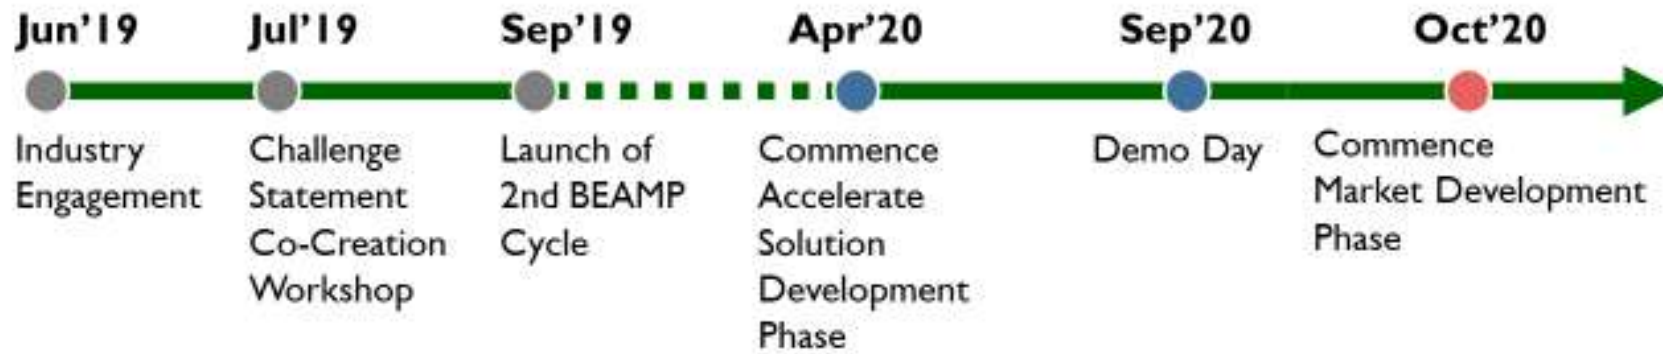 Jun'19
Jul'19
Sep'19
Apr'20
Sep'20
Oct'20
Industry
Engagement
Challenge
Statement
Co-Creation
Workshop
Launch of
2nd BEAMP
Cycle
Commence
Accelerate
Solution
Development
Phase
Demo Day
Commence
Market Development
Phase